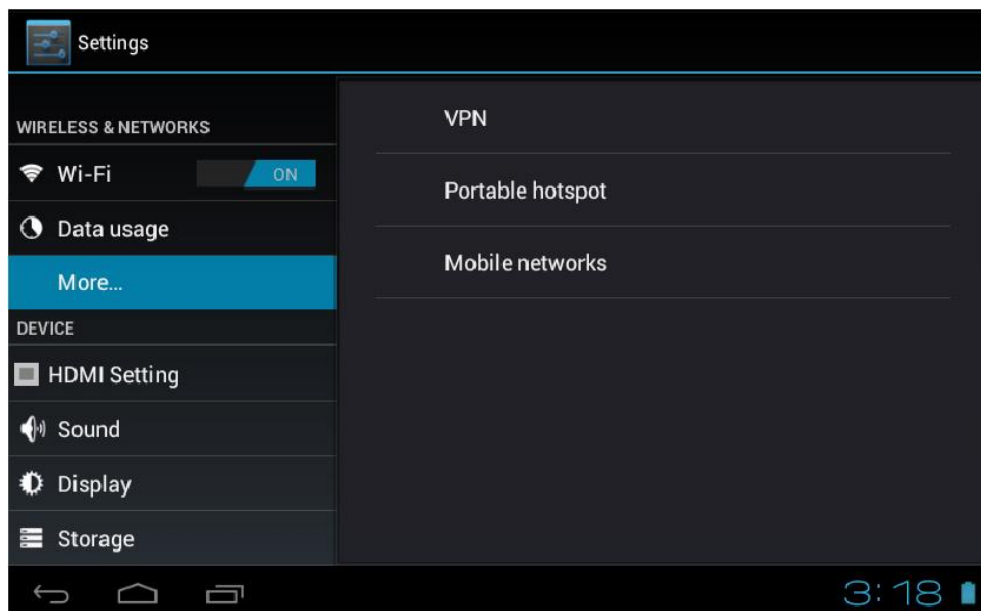 Settings
WIRELESS & NETWORKS
Wi-Fi
ON
Data usage
More...
DEVICE
HDMI Setting
Sound
Display
Storage
VPN
Portable hotspot
Mobile networks
3:18